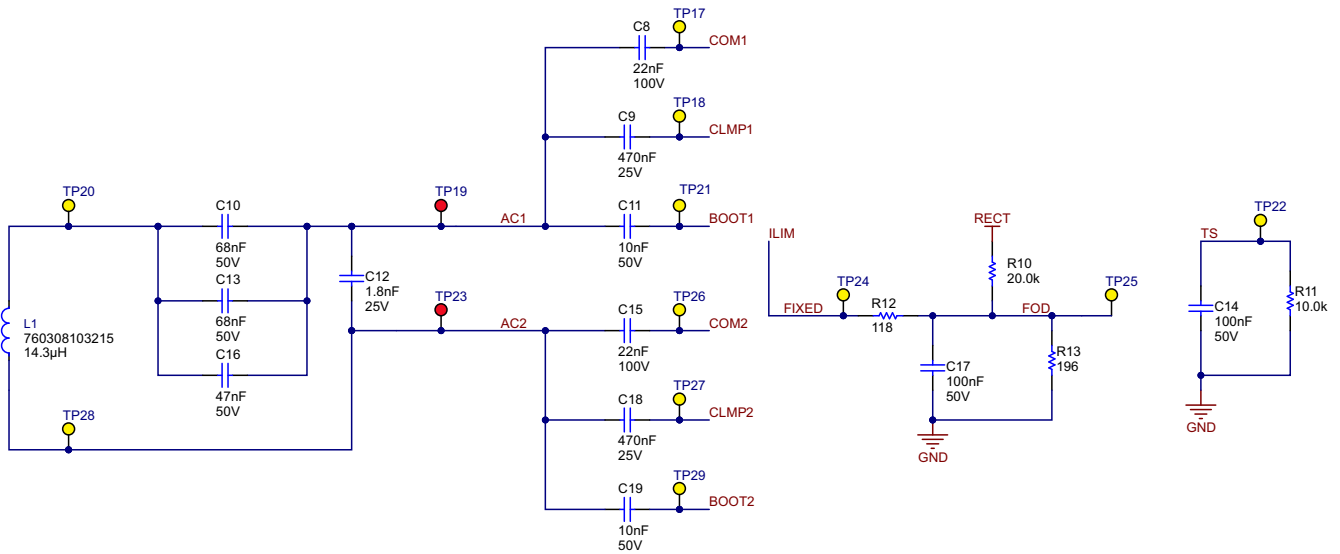 TP17
C8
COM1
22nF
100V
TP18
C9
CLMP1
470nF
25V
TP20
TP19
TP21
C10
AC1
C11
BOOT1
68nF
50V
10nF
50V
C13
68nF
50V
C12
1.8nF
25V
L1
760308103215
14.3µH
C16
47nF
50V
TP28
TP23
AC2
C15
TP26
COM2
22nF
100V
TP27
C18
CLMP2
470nF
25V
TP29
C19
BOOT2
10nF
50V
ILIM
TP24
FIXED
R12
118
RECT
R10
20.0k
FOD
TP25
C17
100nF
50V
R13
196
GND
TP22
TS
C14
100nF
50V
R11
10.0k
GND